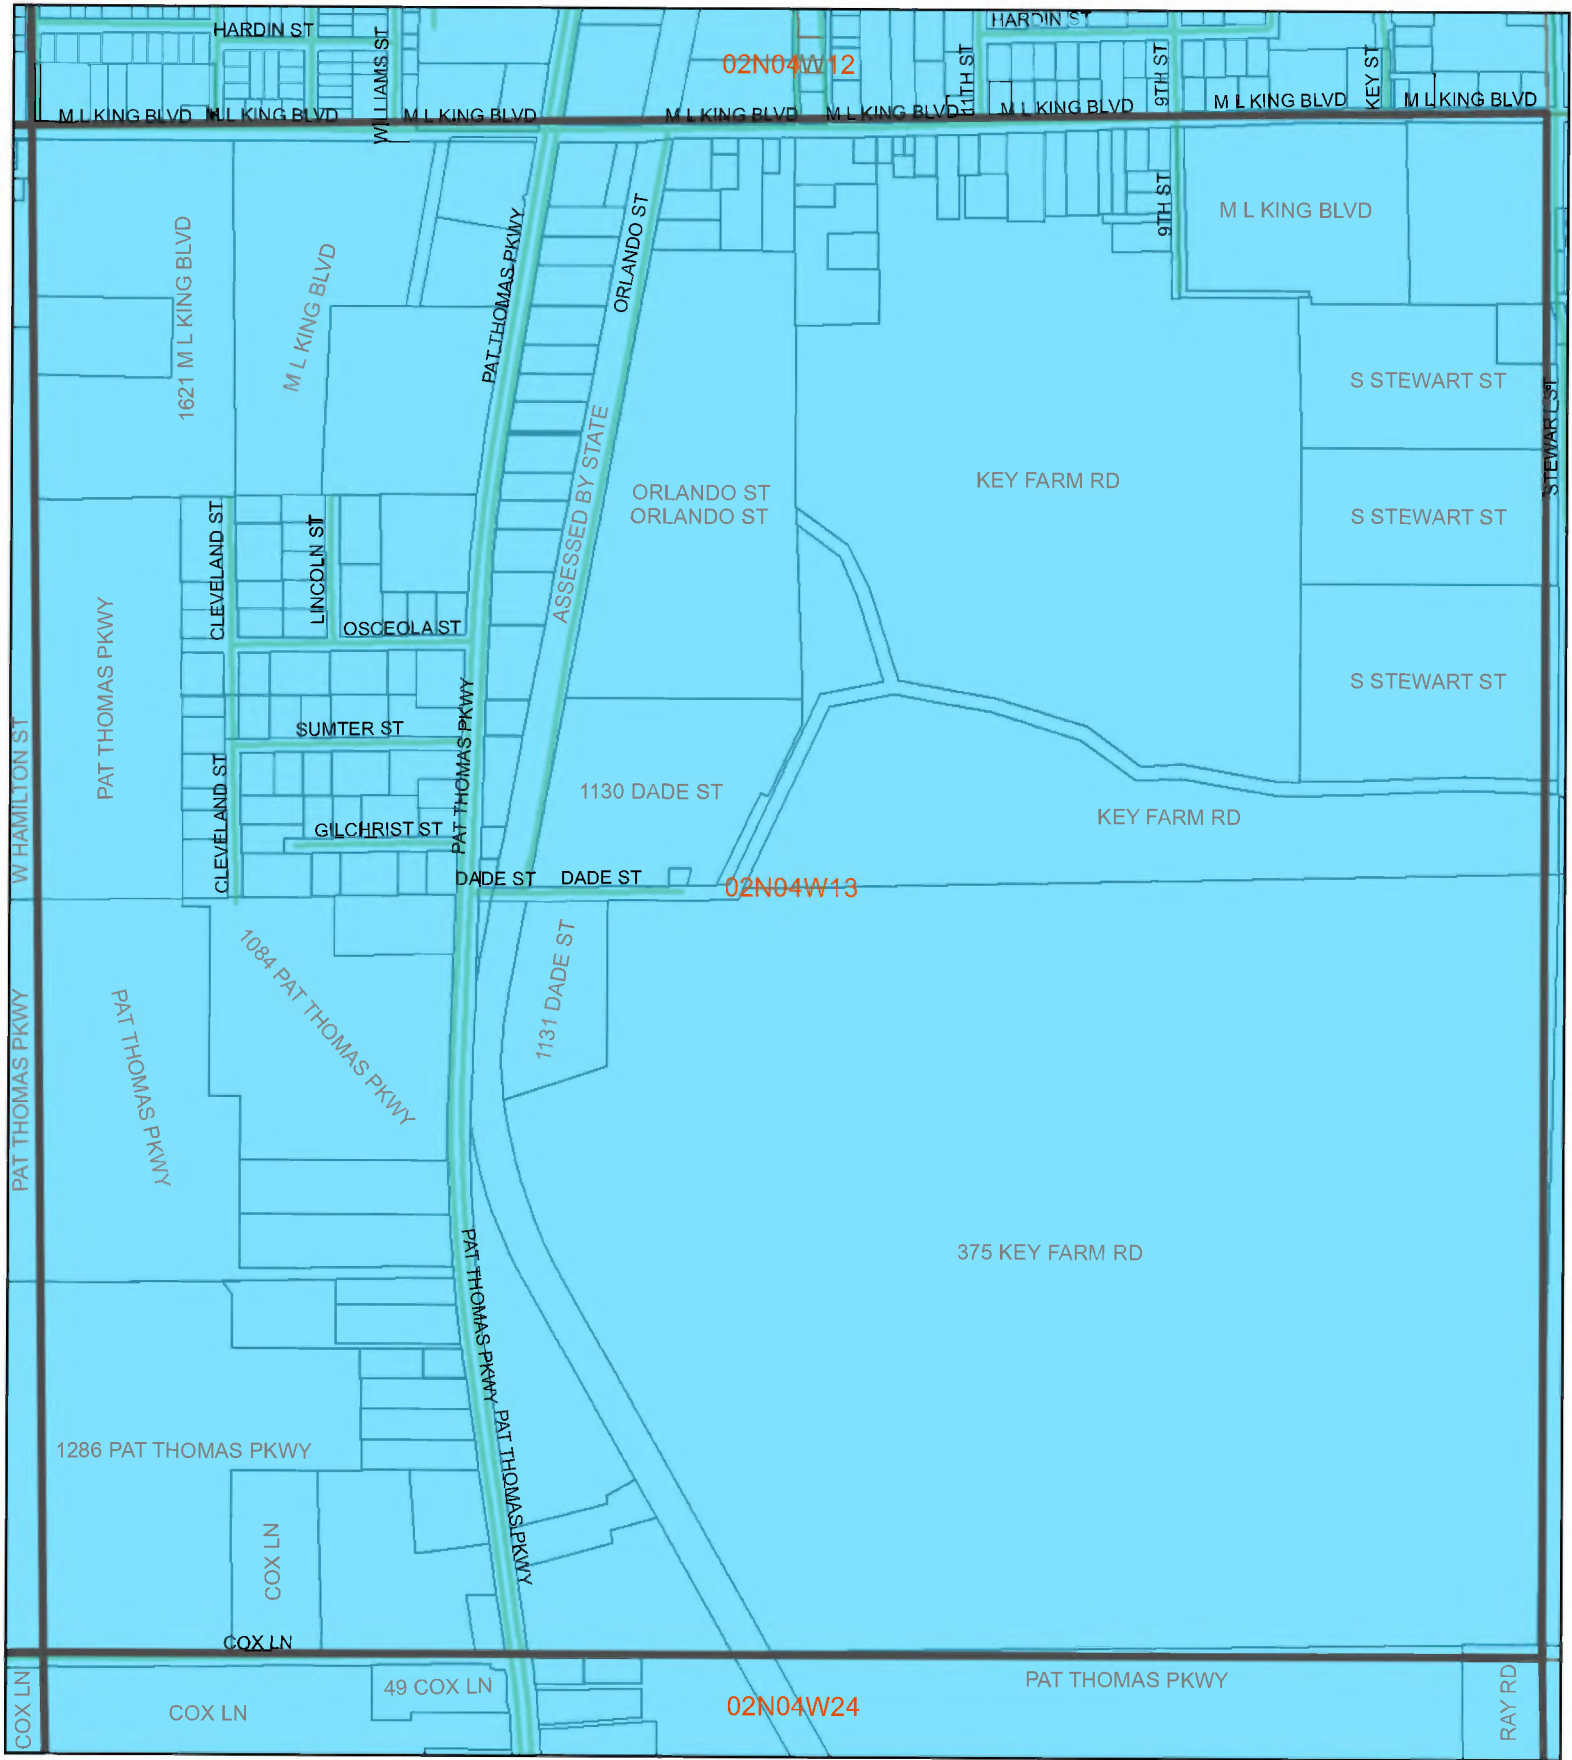 HARDIN ST
HARDIN ST
WILLIAMS ST
02N04W12
11TH ST
9TH ST
KEY ST
M L KING BLVD
M L KING BLVD
M L KING BLVD
M L KING BLVD
M L KING BLVD
M L KING BLVD
M L KING BLVD
M L KING BLVD
1621 M L KING BLVD
M L KING BLVD
PAT THOMAS PKWY
ORLANDO ST
9TH ST
M L KING BLVD
S STEWART ST
STEWART ST
ASSESSED BY STATE
ORLANDO ST
ORLANDO ST
KEY FARM RD
S STEWART ST
CLEVELAND ST
LINCOLN ST
OSCEOLA ST
PAT THOMAS PKWY
S STEWART ST
W HAMILTON ST
SUMTER ST
PAT THOMAS PKWY
CLEVELAND ST
1130 DADE ST
KEY FARM RD
GILCHRIST ST
DADE ST
DADE ST
02N04W13
1084 PAT THOMAS PKWY
1131 DADE ST
PAT THOMAS PKWY
PAT THOMAS PKWY
375 KEY FARM RD
PAT THOMAS PKWY
1286 PAT THOMAS PKWY
PAT THOMAS PKWY
COX LN
COX LN
COX LN
COX LN
49 COX LN
02N04W24
PAT THOMAS PKWY
RAY RD